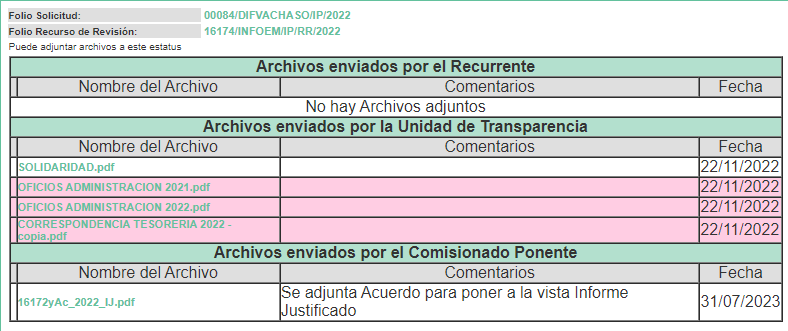 Folio Solicitud: 00084/DIFVACHASO/IP/2022
Folio Recurso de Revisión: 16174/INFOEM/IP/RR/2022
Puede adjuntar archivos a este estatus
Archivos enviados por el Recurrente
Nombre del Archivo Comentarios Fecha
No hay Archivos adjuntos
Archivos enviados por la Unidad de Transparencia
Nombre del Archivo Comentarios Fecha
SOLIDARIDAD.pdf 22/11/2022
OFICIOS ADMINISTRACION 2021.pdf 22/11/2022
OFICIOS ADMINISTRACION 2022.pdf 22/11/2022
CORRESPONDENCIA TESORERIA 2022 -
copia.pdf 22/11/2022
Archivos enviados por el Comisionado Ponente
Nombre del Archivo Comentarios Fecha
16172yAc_2022_IJ.pdf Se adjunta Acuerdo para poner a la vista Informe
Justificado 31/07/2023